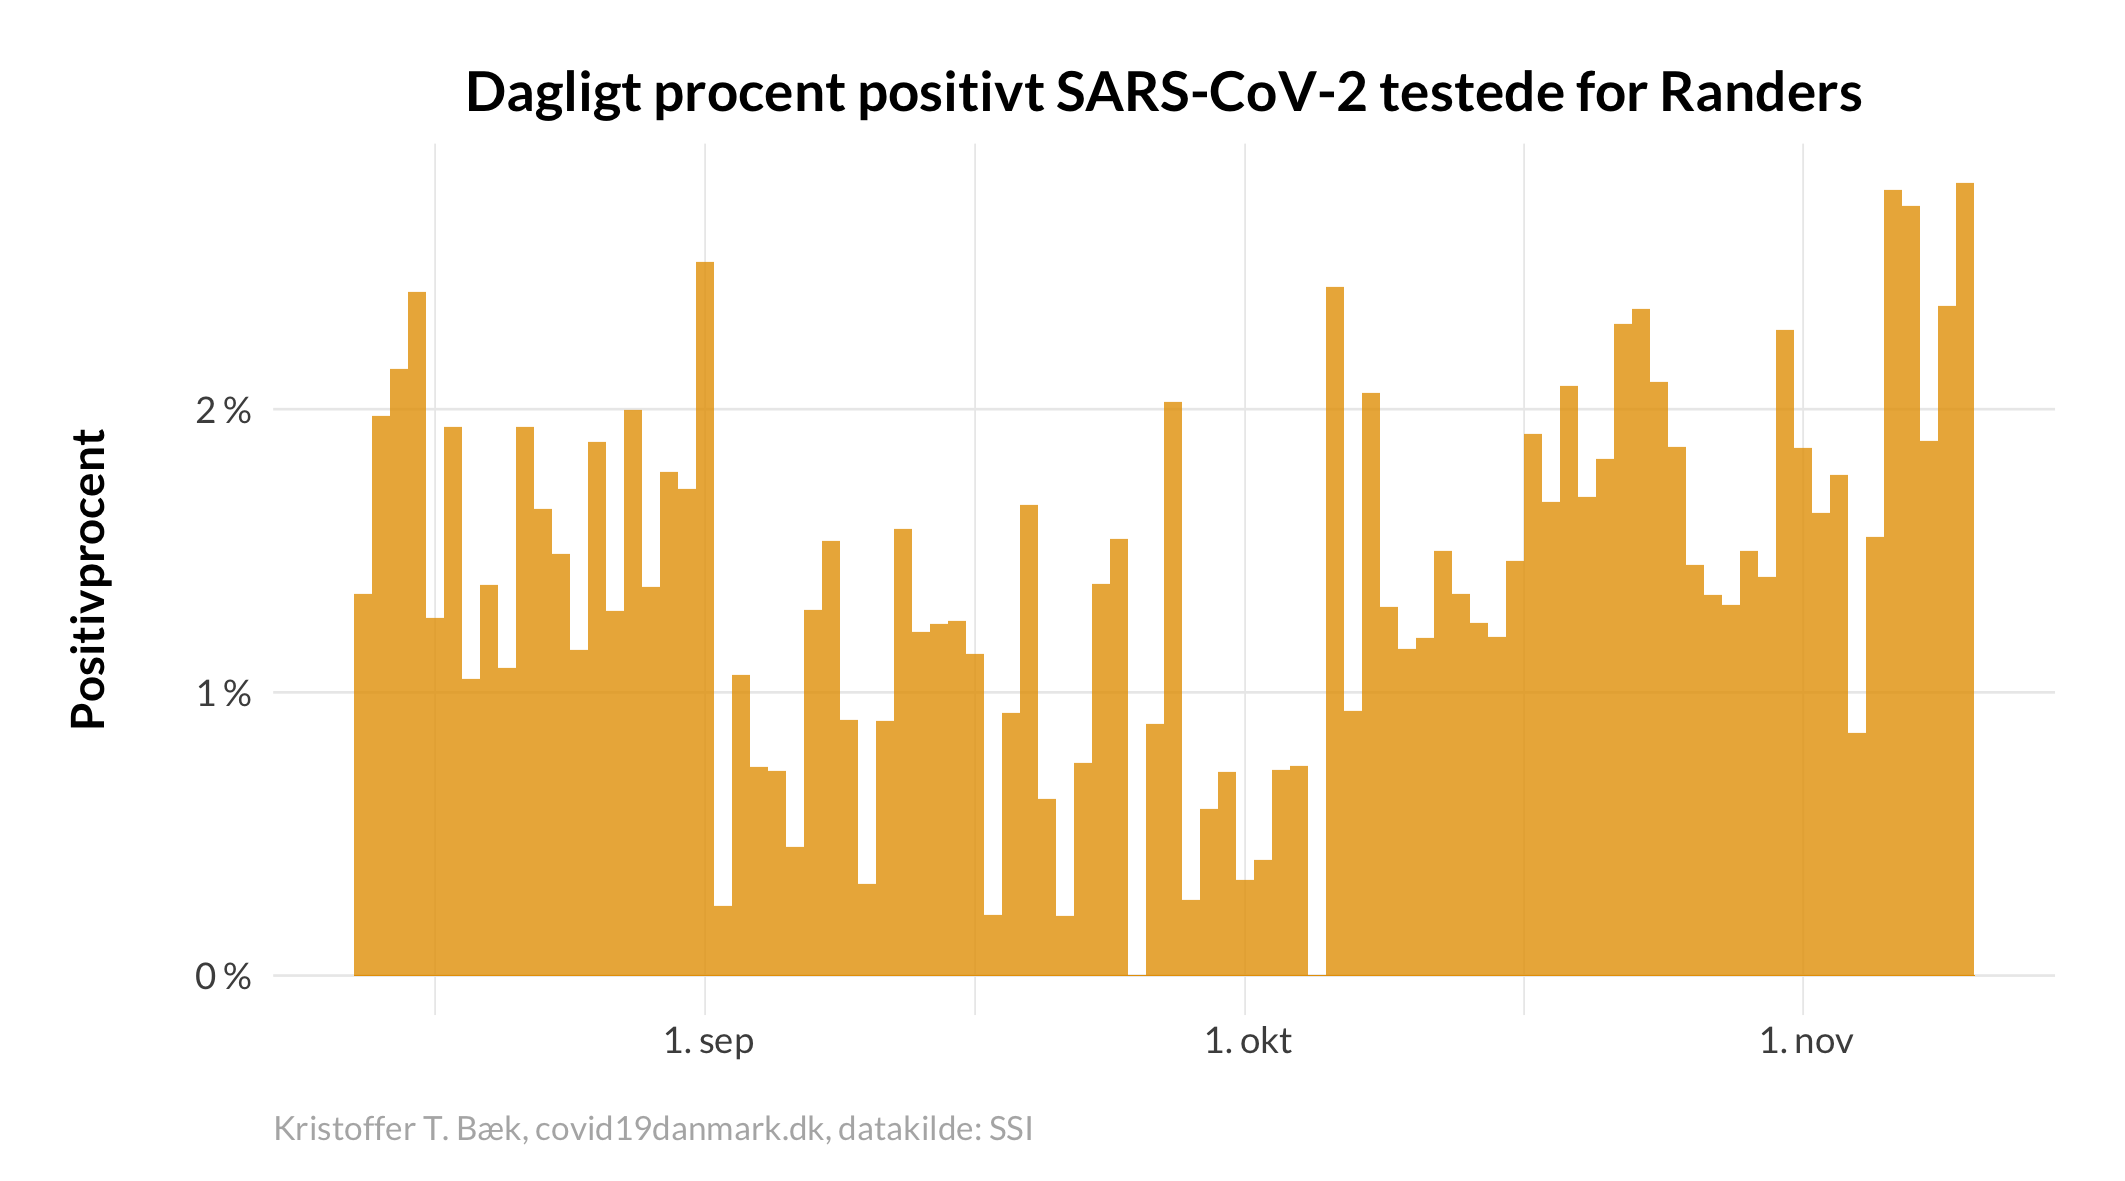 Dagligt procent positivt SARS-CoV-2 testede for Randers
Positivprocent
2 %
1 %
0 %
1. sep
1. okt
1. nov
Kristoffer T. Bæk, covid19danmark.dk, datakilde: SSI